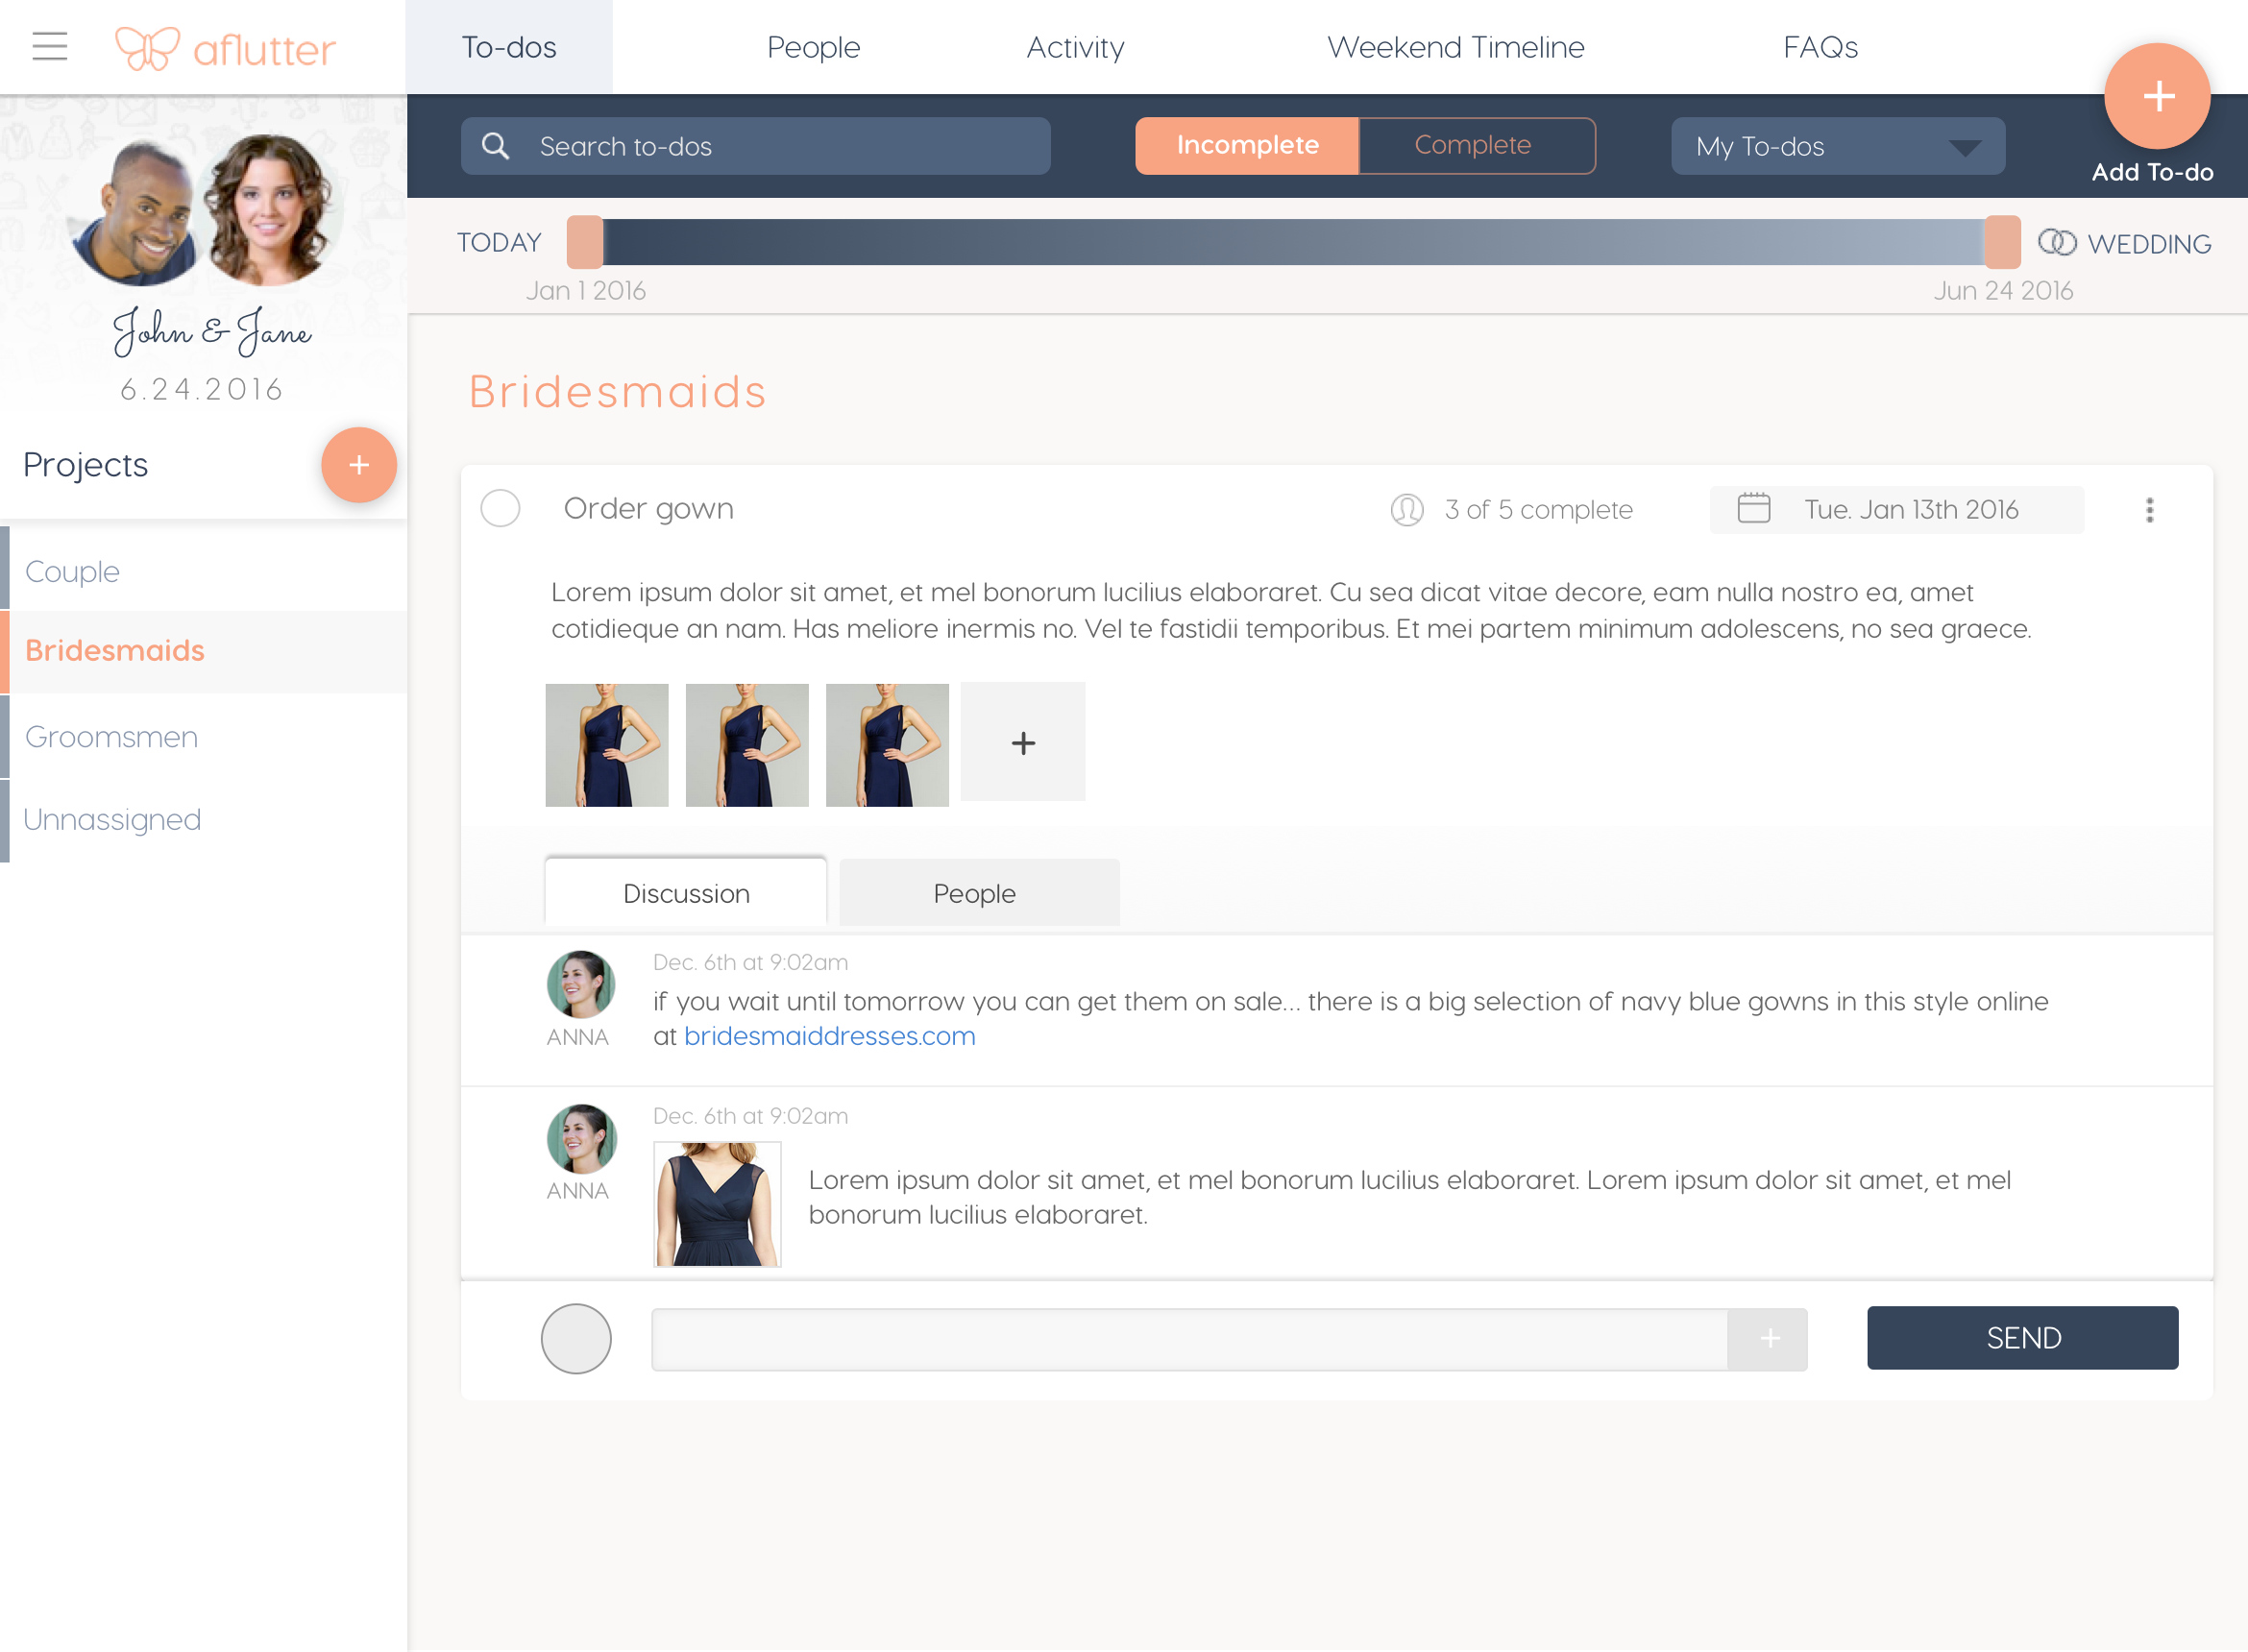 aflutter
To-dos
People
Activity
Weekend Timeline
FAQs
Search to-dos
Incomplete
Complete
My To-dos
Add To-do
TODAY
WEDDING
Jan 1 2016
Jun 24 2016
John & Jane
6.24.2016
Projects
Couple
Bridesmaids
Groomsmen
Unnassigned
Bridesmaids
Order gown
3 of 5 complete
Tue. Jan 13th 2016
Lorem ipsum dolor sit amet, et mel bonorum lucilius elaboraret. Cu sea dicat vitae decore, eam nulla nostro ea, amet
cotidieque an nam. Has meliore inermis no. Vel te fastidii temporibus. Et mei partem minimum adolescens, no sea graece.
Discussion
People
Dec. 6th at 9:02am
if you wait until tomorrow you can get them on sale... there is a big selection of navy blue gowns in this style online
at bridesmaiddresses.com
ANNA
Dec. 6th at 9:02am
Lorem ipsum dolor sit amet, et mel bonorum lucilius elaboraret. Lorem ipsum dolor sit amet, et mel
bonorum lucilius elaboraret.
ANNA
SEND